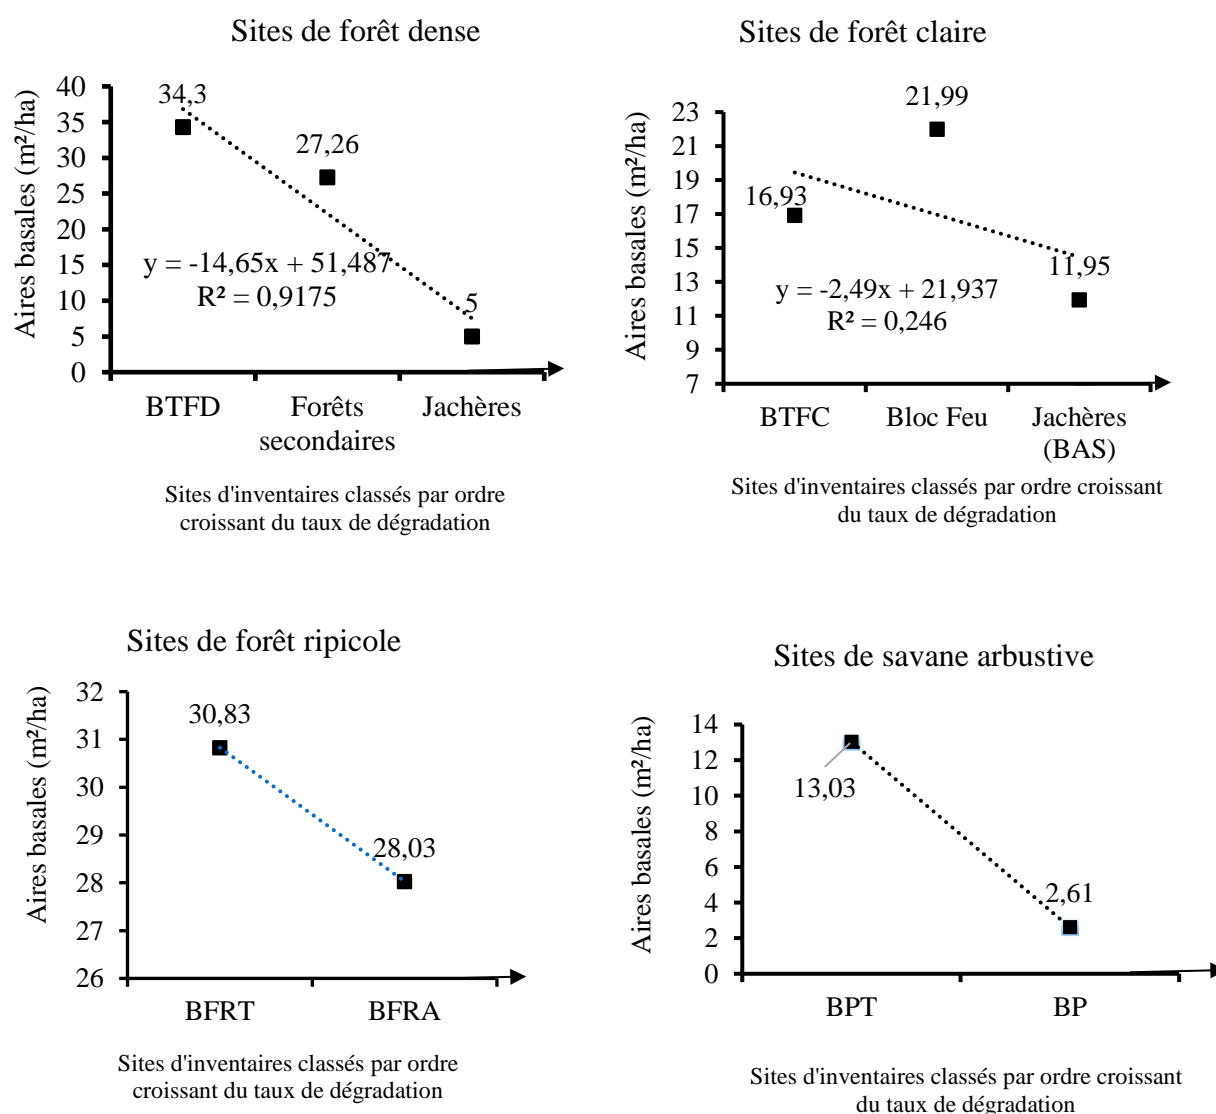 Sites de forêt dense
Aires basales (m²/ha)
40
35
30
25
20
15
10
5
0
34,3
27,26
5
y = -14,65x + 51,487
R² = 0,9175
BTFD
Forêts
secondaires
Jachères
Sites d'inventaires classés par ordre
croissant du taux de dégradation
Sites de forêt claire
Aires basales (m²/ha)
23
21
19
17
15
13
11
9
7
21,99
16,93
11,95
y = -2,49x + 21,937
R² = 0,246
BTFC
Bloc Feu
Jachères
(BAS)
Sites d'inventaires classés par ordre croissant
du taux de dégradation
Sites de forêt ripicole
Aires basales (m²/ha)
32
31
30
29
28
27
26
30,83
28,03
BFRT
BFRA
Sites d'inventaires classés par ordre
croissant du taux de dégradation
Sites de savane arbustive
Aires basales (m²/ha)
14
12
10
8
6
4
2
0
13,03
2,61
BPT
BP
Sites d'inventaires classés par ordre croissant
du taux de dégradation